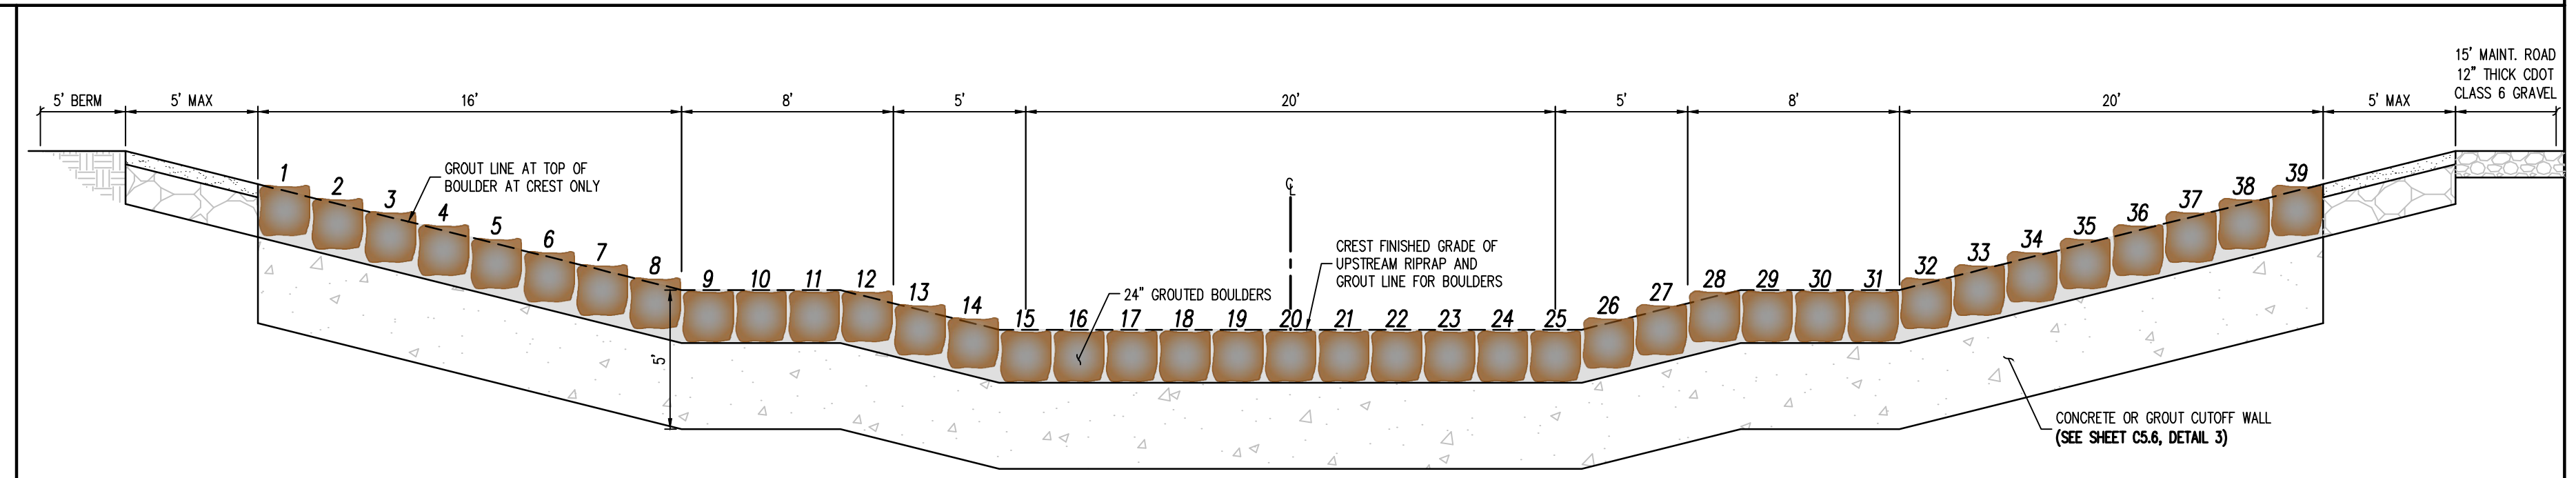 15' MAINT. ROAD
12" THICK CDOT
CLASS 6 GRAVEL
5' BERM 5' MAX 16' 8' 5' 20' 5' 8' 20' 5' MAX
GROUT LINE AT TOP OF
BOULDER AT CREST ONLY
℄
CREST FINISHED GRADE OF
UPSTREAM RIPRAP AND
GROUT LINE FOR BOULDERS
24" GROUTED BOULDERS
1 2 3 4 5 6 7 8 9 10 11 12 13 14 15 16 17 18 19 20 21 22 23 24 25 26 27 28 29 30 31 32 33 34 35 36 37 38 39
5'
CONCRETE OR GROUT CUTOFF WALL
(SEE SHEET C5.6, DETAIL 3)